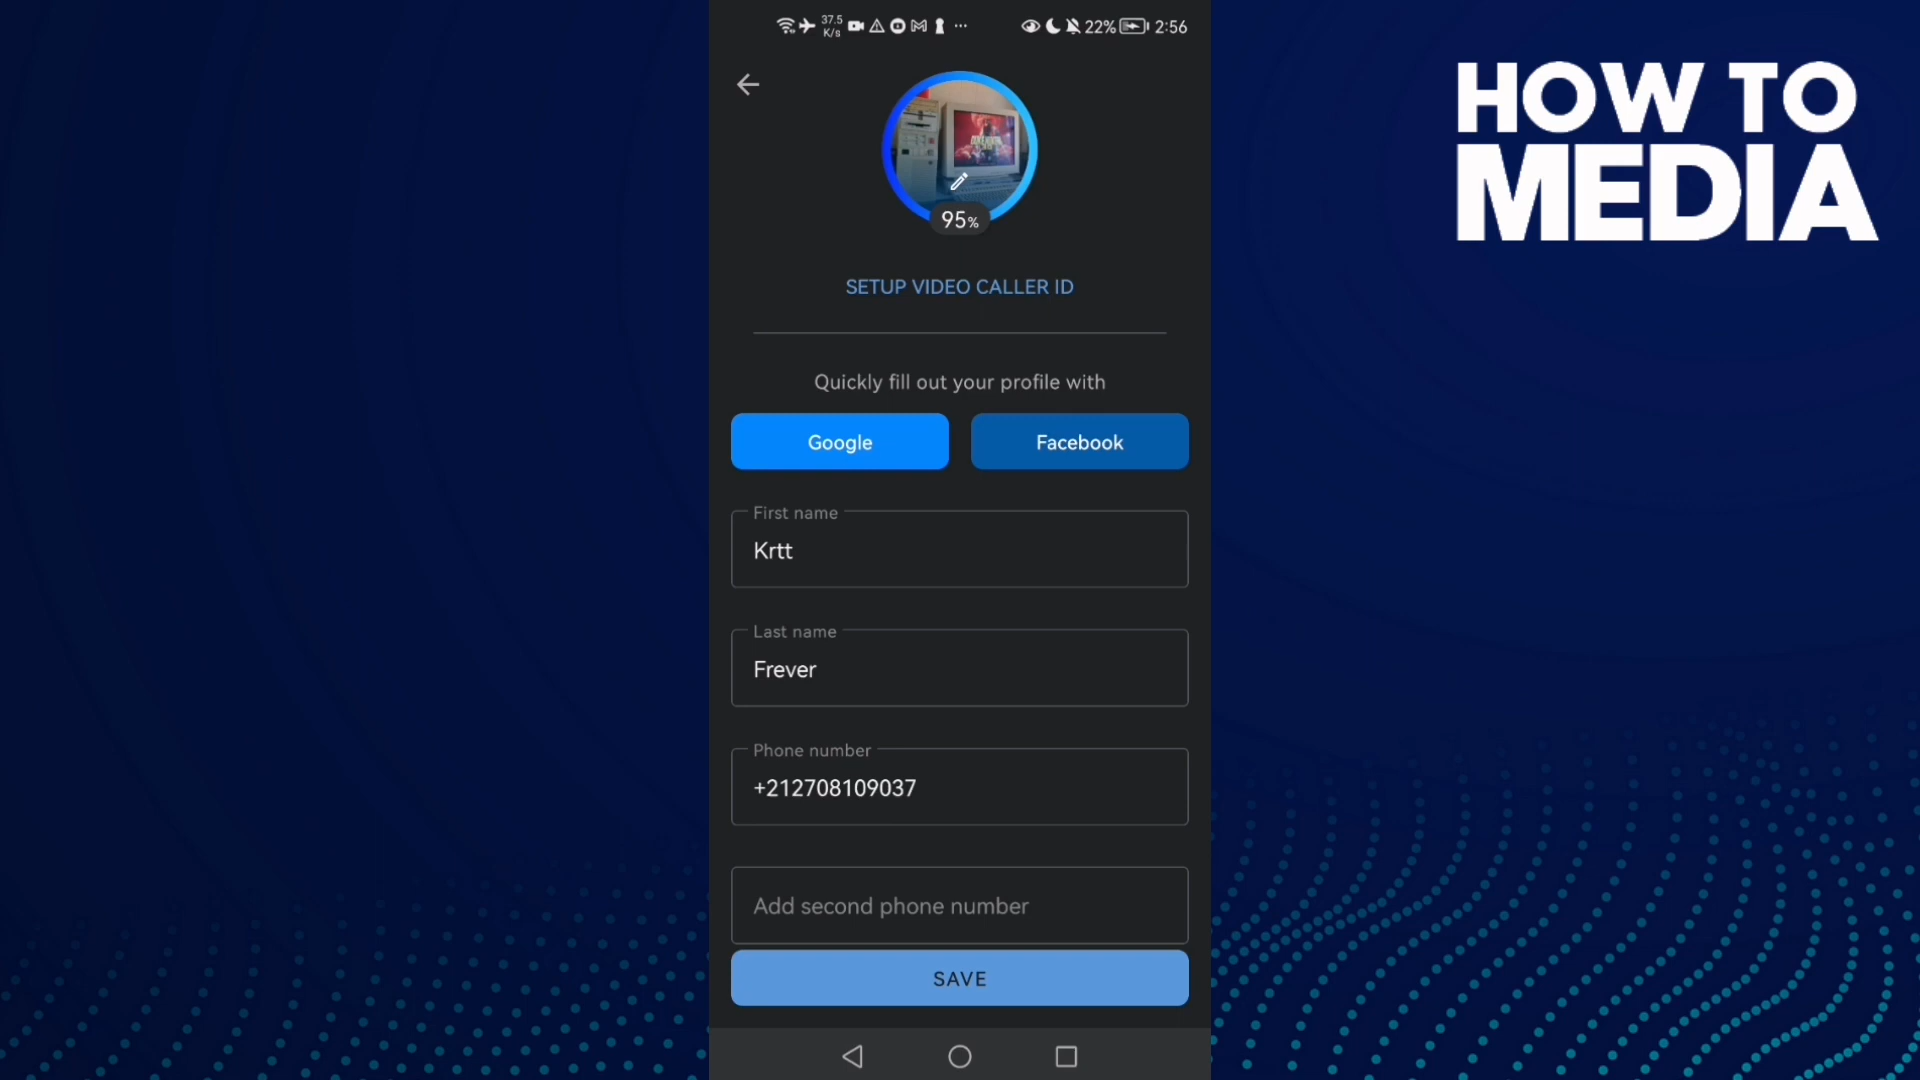 37.5
K/s
22%
2:56
HOW TO
MEDIA
95%
SETUP VIDEO CALLER ID
Quickly fill out your profile with
Google
Facebook
First name
Krtt
Last name
Frever
Phone number
+212708109037
Add second phone number
SAVE